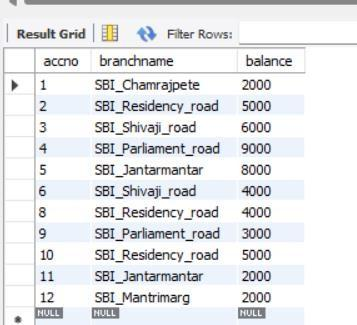 Result Grid Filter Rows:
accno branchname balance
1 SBI_Chamrajpete 2000
2 SBI_Residency_road 5000
3 SBI_Shivaji_road 6000
4 SBI_Parliament_road 9000
5 SBI_Jantarmantar 8000
6 SBI_Shivaji_road 4000
8 SBI_Residency_road 4000
9 SBI_Parliament_road 3000
10 SBI_Residency_road 5000
11 SBI_Jantarmantar 2000
12 SBI_Mantrimarg 2000
NULL NULL NULL